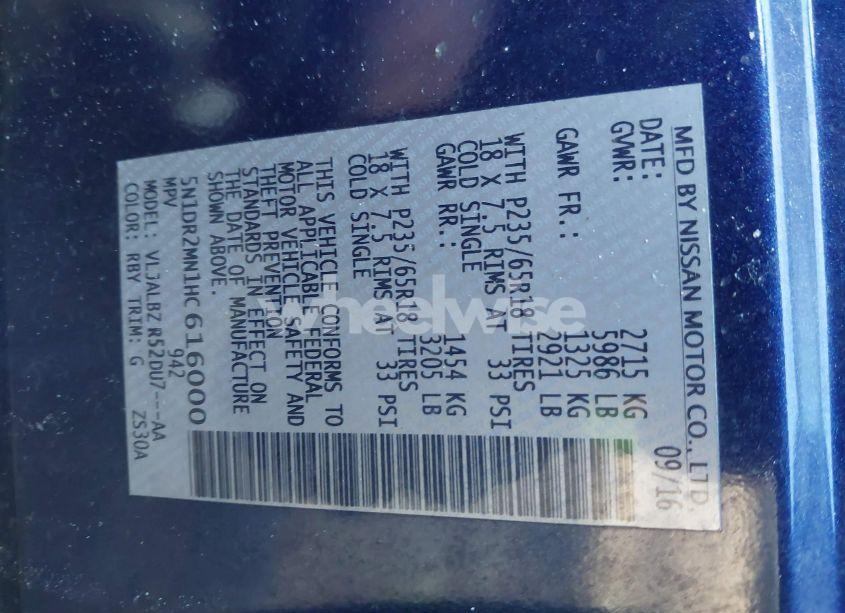 MFD BY NISSAN MOTOR CO., LTD.
DATE: 09/16
GVWR: 2715 KG
5986 LB
GAWR FR.: 1325 KG
2921 LB
WITH P235/65R18 TIRES
18 X 7.5 RIMS AT 33 PSI
COLD SINGLE
GAWR RR.: 1454 KG
3205 LB
WITH P235/65R18 TIRES
18 X 7.5 RIMS AT 33 PSI
COLD SINGLE
THIS VEHICLE CONFORMS TO
ALL APPLICABLE FEDERAL
MOTOR VEHICLE SAFETY AND
THEFT PREVENTION
STANDARDS IN EFFECT ON
THE DATE OF MANUFACTURE
SHOWN ABOVE.
5N1DR2MN1HC616000
MPV 942
MODEL: VLJALBZ R52DU7---AA
COLOR: RBY TRIM: G ZS30A
wheelwise